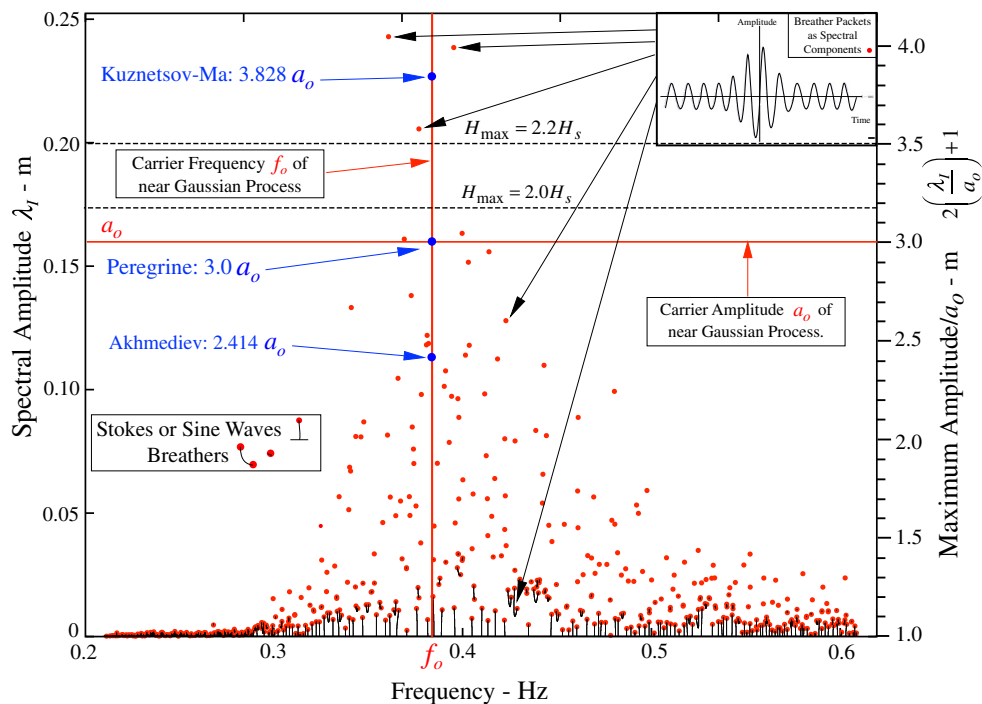 0.25
0.20
0.15
0.10
0.05
0
Spectral Amplitude λ_I - m
0.2
0.3
f_o
0.4
0.5
0.6
Frequency - Hz
4.0
3.5
3.0
2.5
2.0
1.5
1.0
Maximum Amplitude/a_o - m 2(|λ_I/a_o|)+1
Kuznetsov-Ma: 3.828 a_o
H_max = 2.2H_s
Carrier Frequency f_o of
near Gaussian Process
H_max = 2.0H_s
a_o
Peregrine: 3.0 a_o
Carrier Amplitude a_o of
near Gaussian Process.
Akhmediev: 2.414 a_o
Stokes or Sine Waves
Breathers
Amplitude
Time
Breather Packets
as Spectral
Components